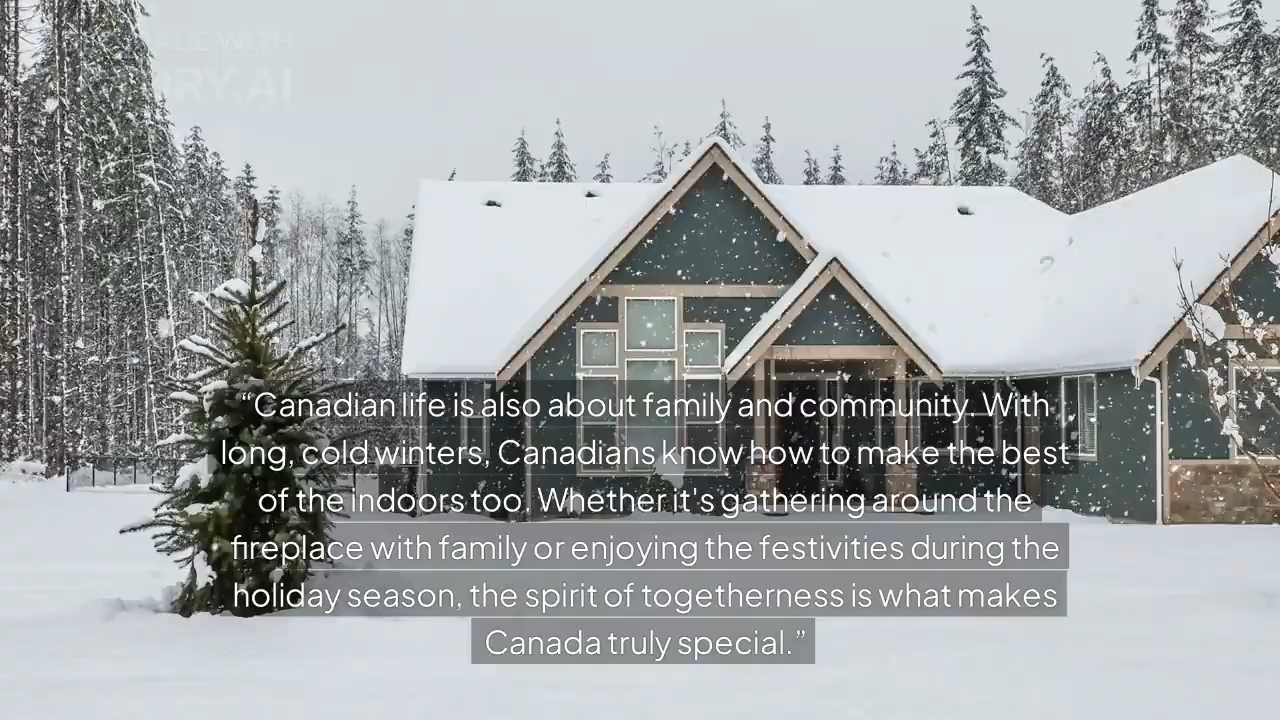 MADE WITH
“Canadian life is also about family and community. With
long, cold winters, Canadians know how to make the best
of the indoors too. Whether it's gathering around the
fireplace with family or enjoying the festivities during the
holiday season, the spirit of togetherness is what makes
Canada truly special.”